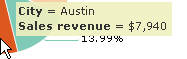 City = Austin
Sales revenue = $7,940
13.99%